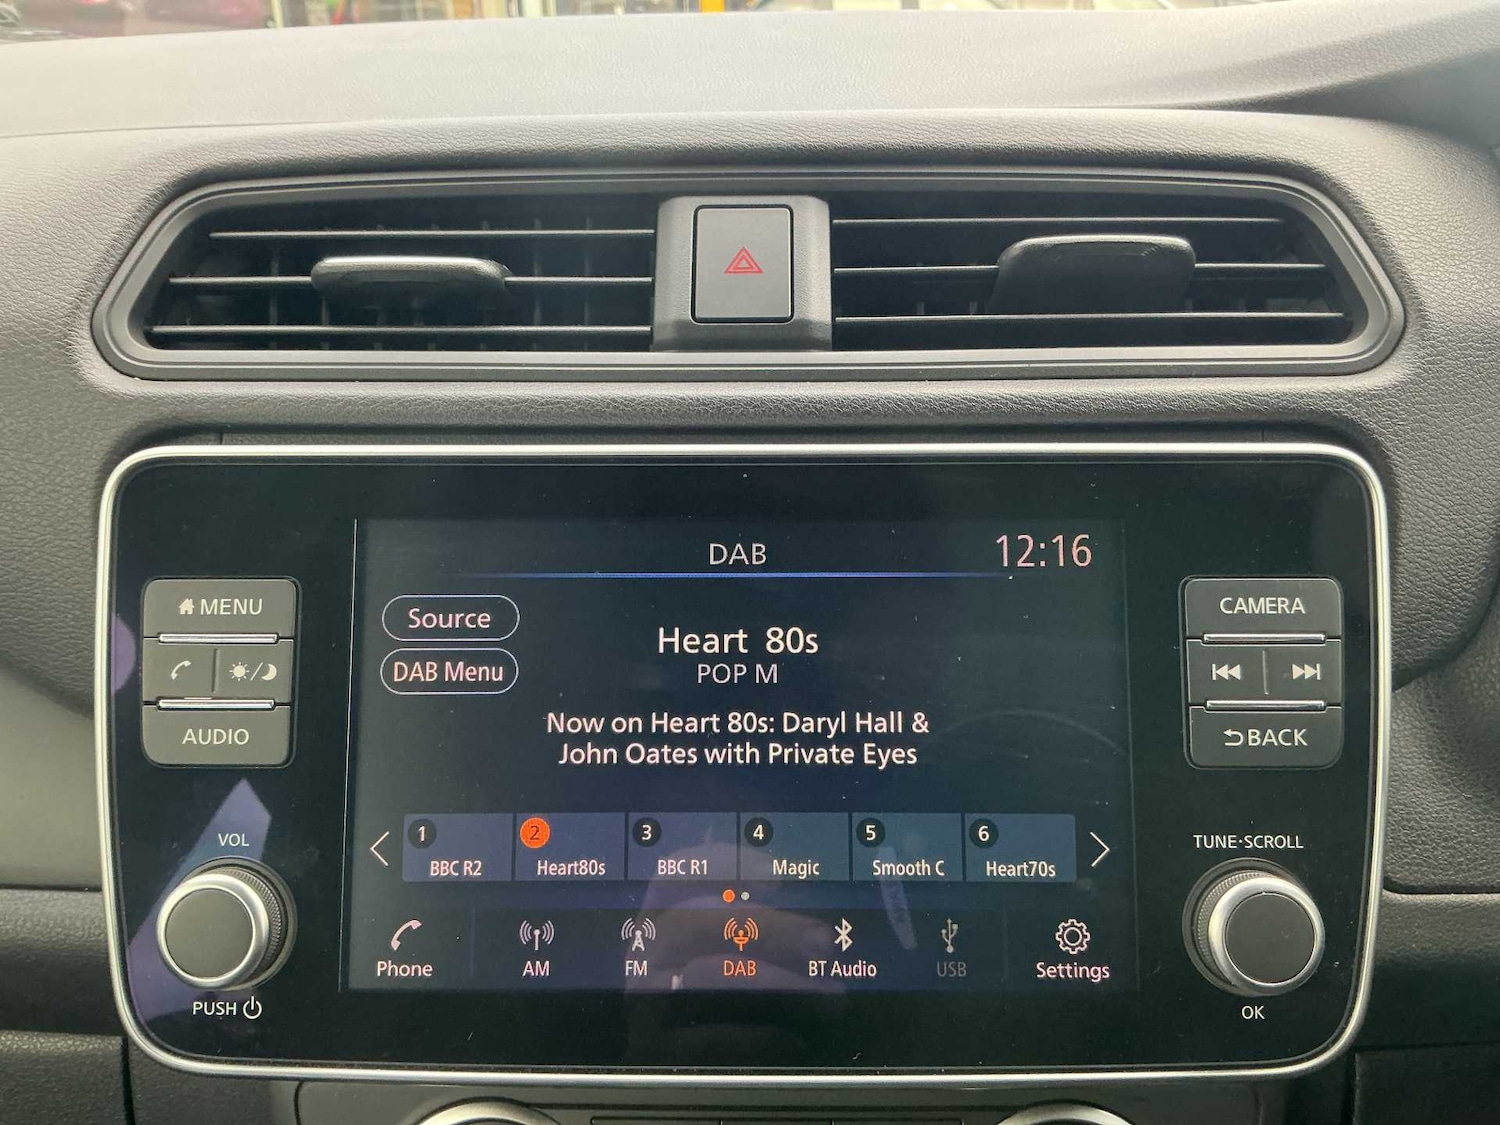 DAB
12:16
MENU
AUDIO
Source
DAB Menu
Heart 80s
POP M
Now on Heart 80s: Daryl Hall &
John Oates with Private Eyes
CAMERA
BACK
VOL
PUSH
1 BBC R2
2 Heart80s
3 BBC R1
4 Magic
5 Smooth C
6 Heart70s
TUNE·SCROLL
OK
Phone
AM
FM
DAB
BT Audio
USB
Settings